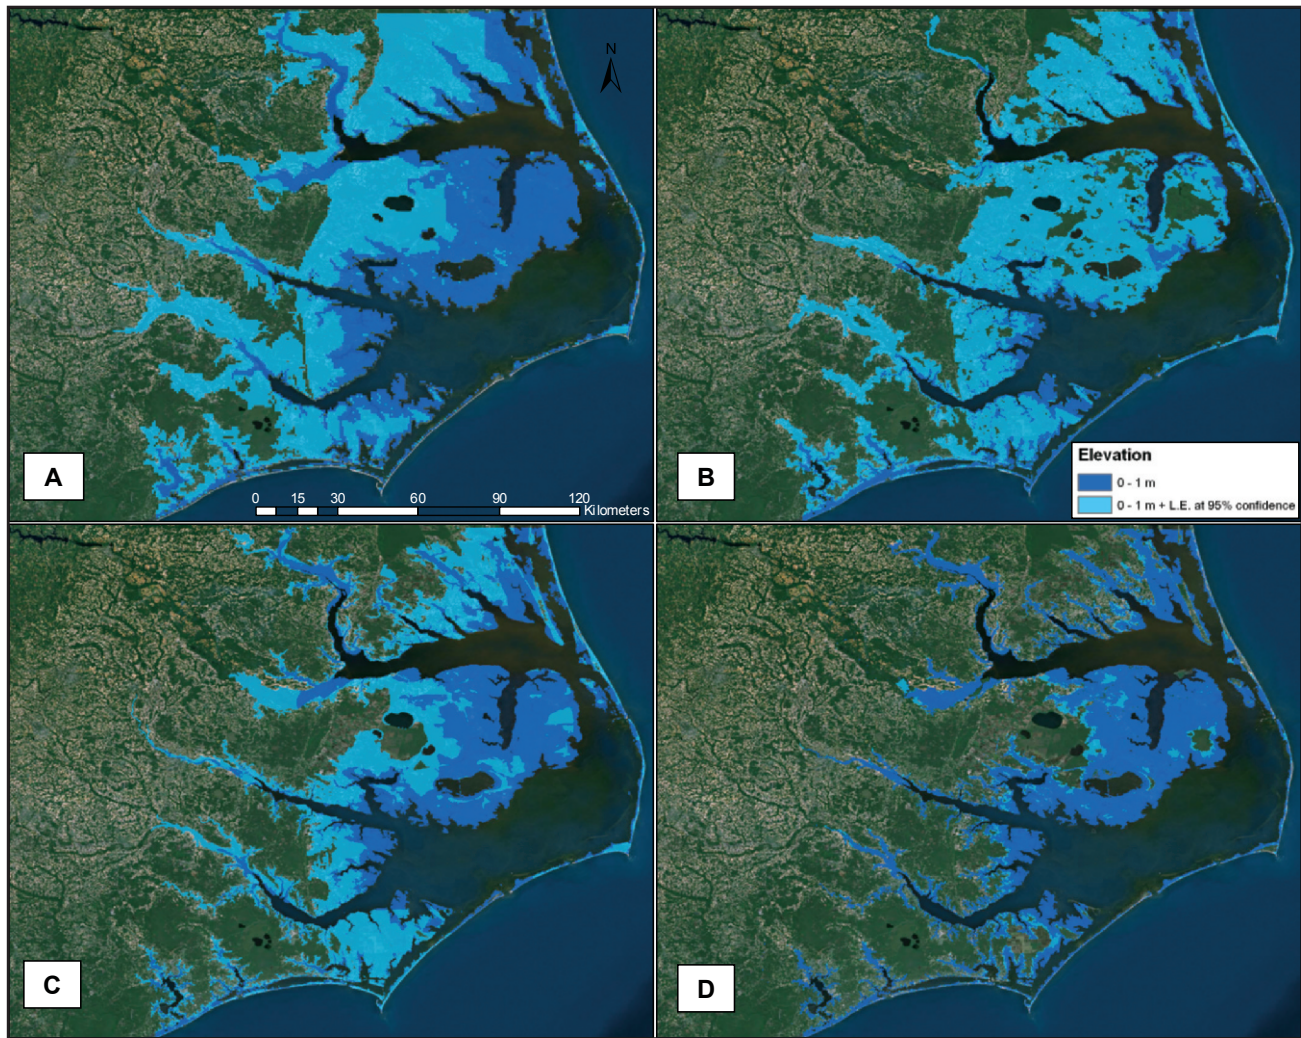 N
A
0 15 30 60 90 120
Kilometers
B
Elevation
0 - 1 m
0 - 1 m + L.E. at 95% confidence
C
D